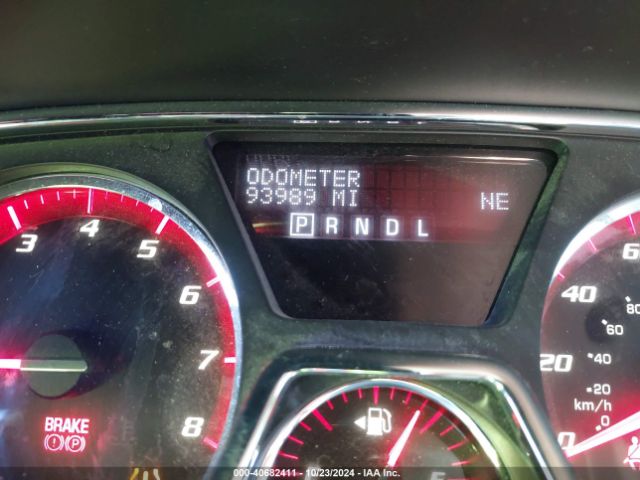 ODOMETER
93989 MI NE
P R N D L
3 4 5 6 7 8
BRAKE
P
60
40
20
0
80
60
40
20
km/h
0
F
000-40682411 - 10/23/2024 - IAA Inc.